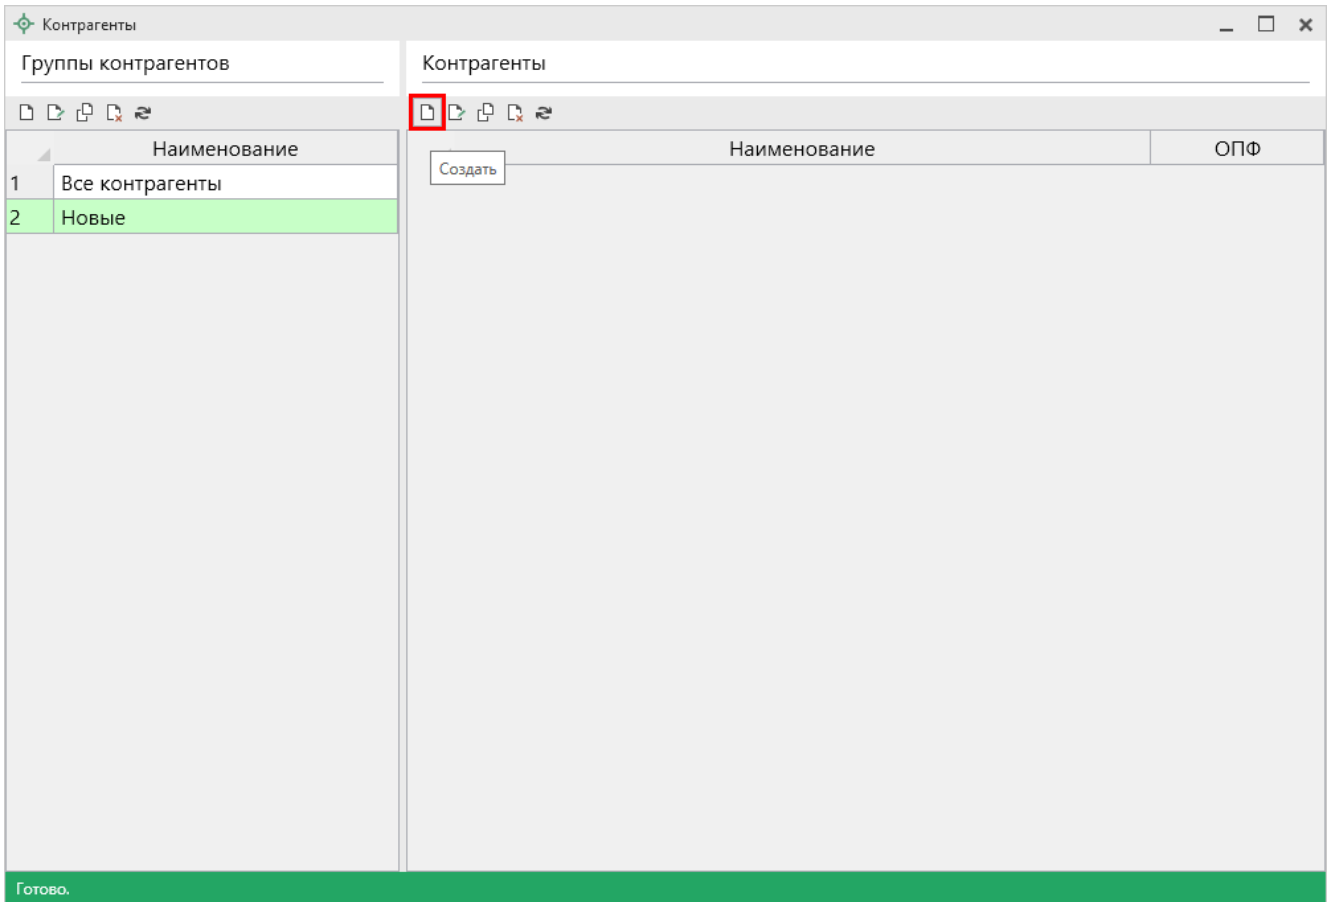 Контрагенты
Группы контрагентов
Контрагенты
Наименование
1 Все контрагенты
2 Новые
Наименование ОПФ
Создать
Готово.